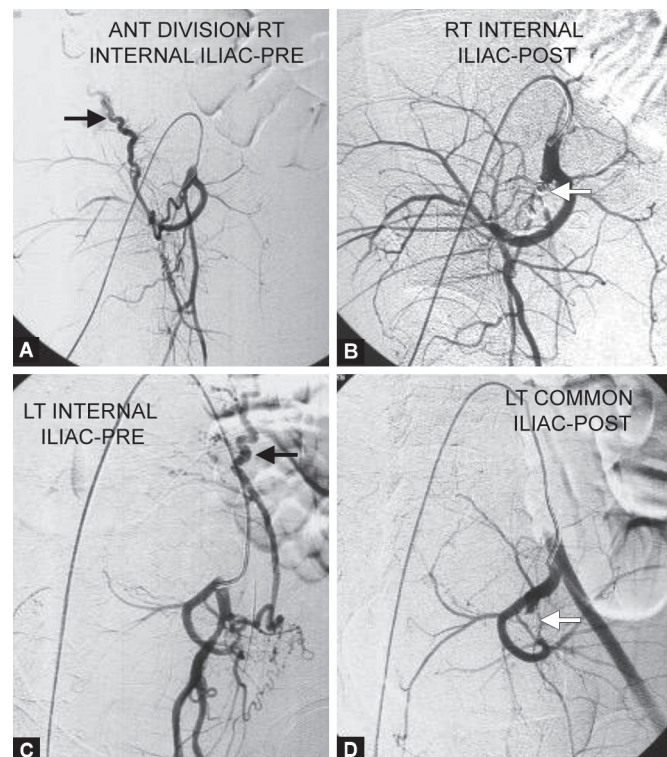 ANT DIVISION RT
INTERNAL ILIAC-PRE
A
RT INTERNAL
ILIAC-POST
B
LT INTERNAL
ILIAC-PRE
C
LT COMMON
ILIAC-POST
D